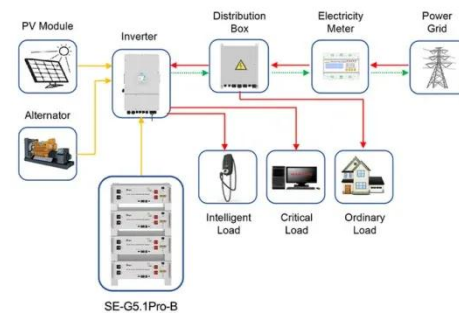 PV Module
Inverter
Distribution
Box
Electricity
Meter
Power
Grid
Alternator
Intelligent
Load
Critical
Load
Ordinary
Load
SE-G5.1Pro-B